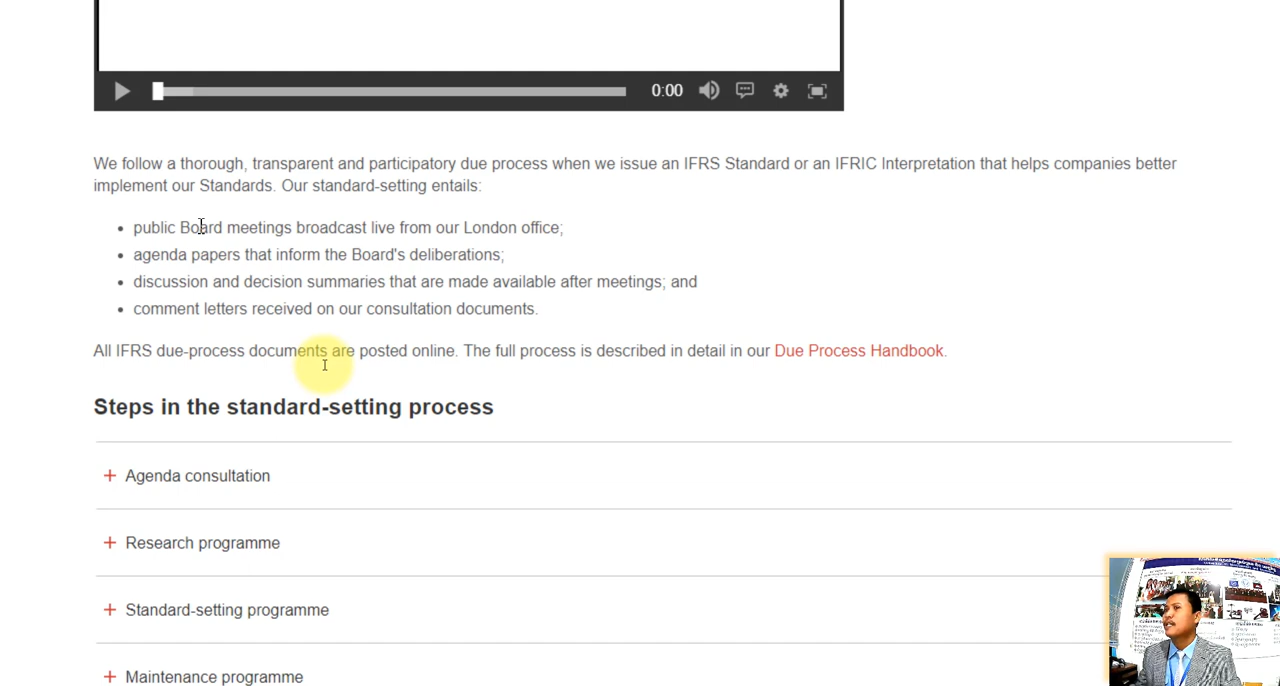 0:00
We follow a thorough, transparent and participatory due process when we issue an IFRS Standard or an IFRIC Interpretation that helps companies better
implement our Standards. Our standard-setting entails:
• public Board meetings broadcast live from our London office;
• agenda papers that inform the Board's deliberations;
• discussion and decision summaries that are made available after meetings; and
• comment letters received on our consultation documents.
All IFRS due-process documents are posted online. The full process is described in detail in our Due Process Handbook.
Steps in the standard-setting process
+ Agenda consultation
+ Research programme
+ Standard-setting programme
+ Maintenance programme